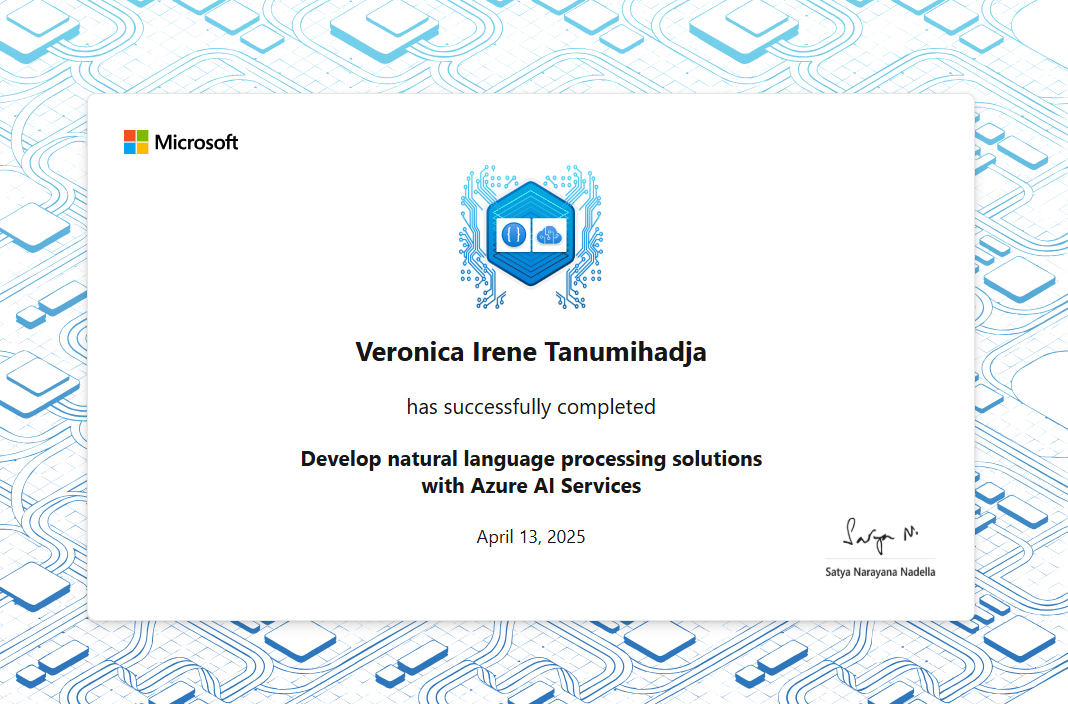 Microsoft
{ }
Veronica Irene Tanumihadja
has successfully completed
Develop natural language processing solutions
with Azure AI Services
April 13, 2025
Satya N.
Satya Narayana Nadella